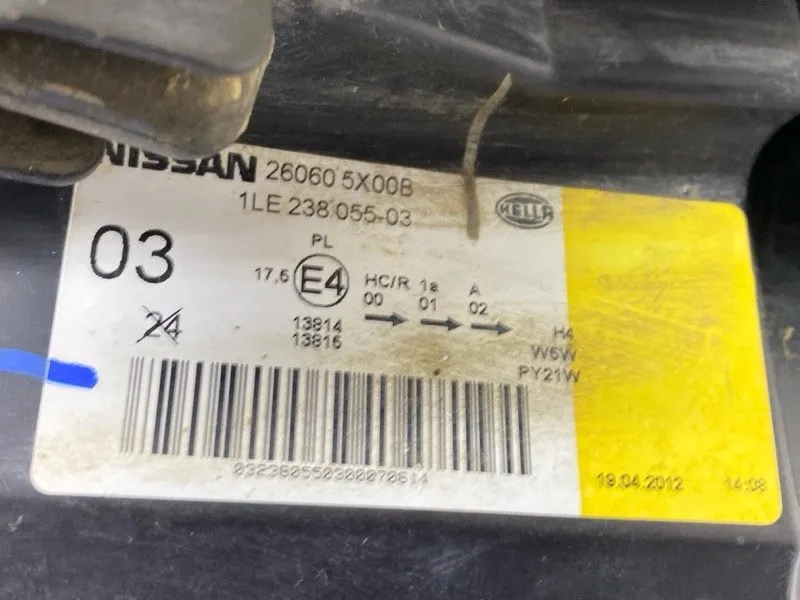 NISSAN 26060 5X00B
1LE 238 055-03
HELLA
03
PL
17,5 E4 HC/R 1a A
00 01 02
24
13814
13815
H4
W5W
PY21W
032380550300070614
19.04.2012 14:08